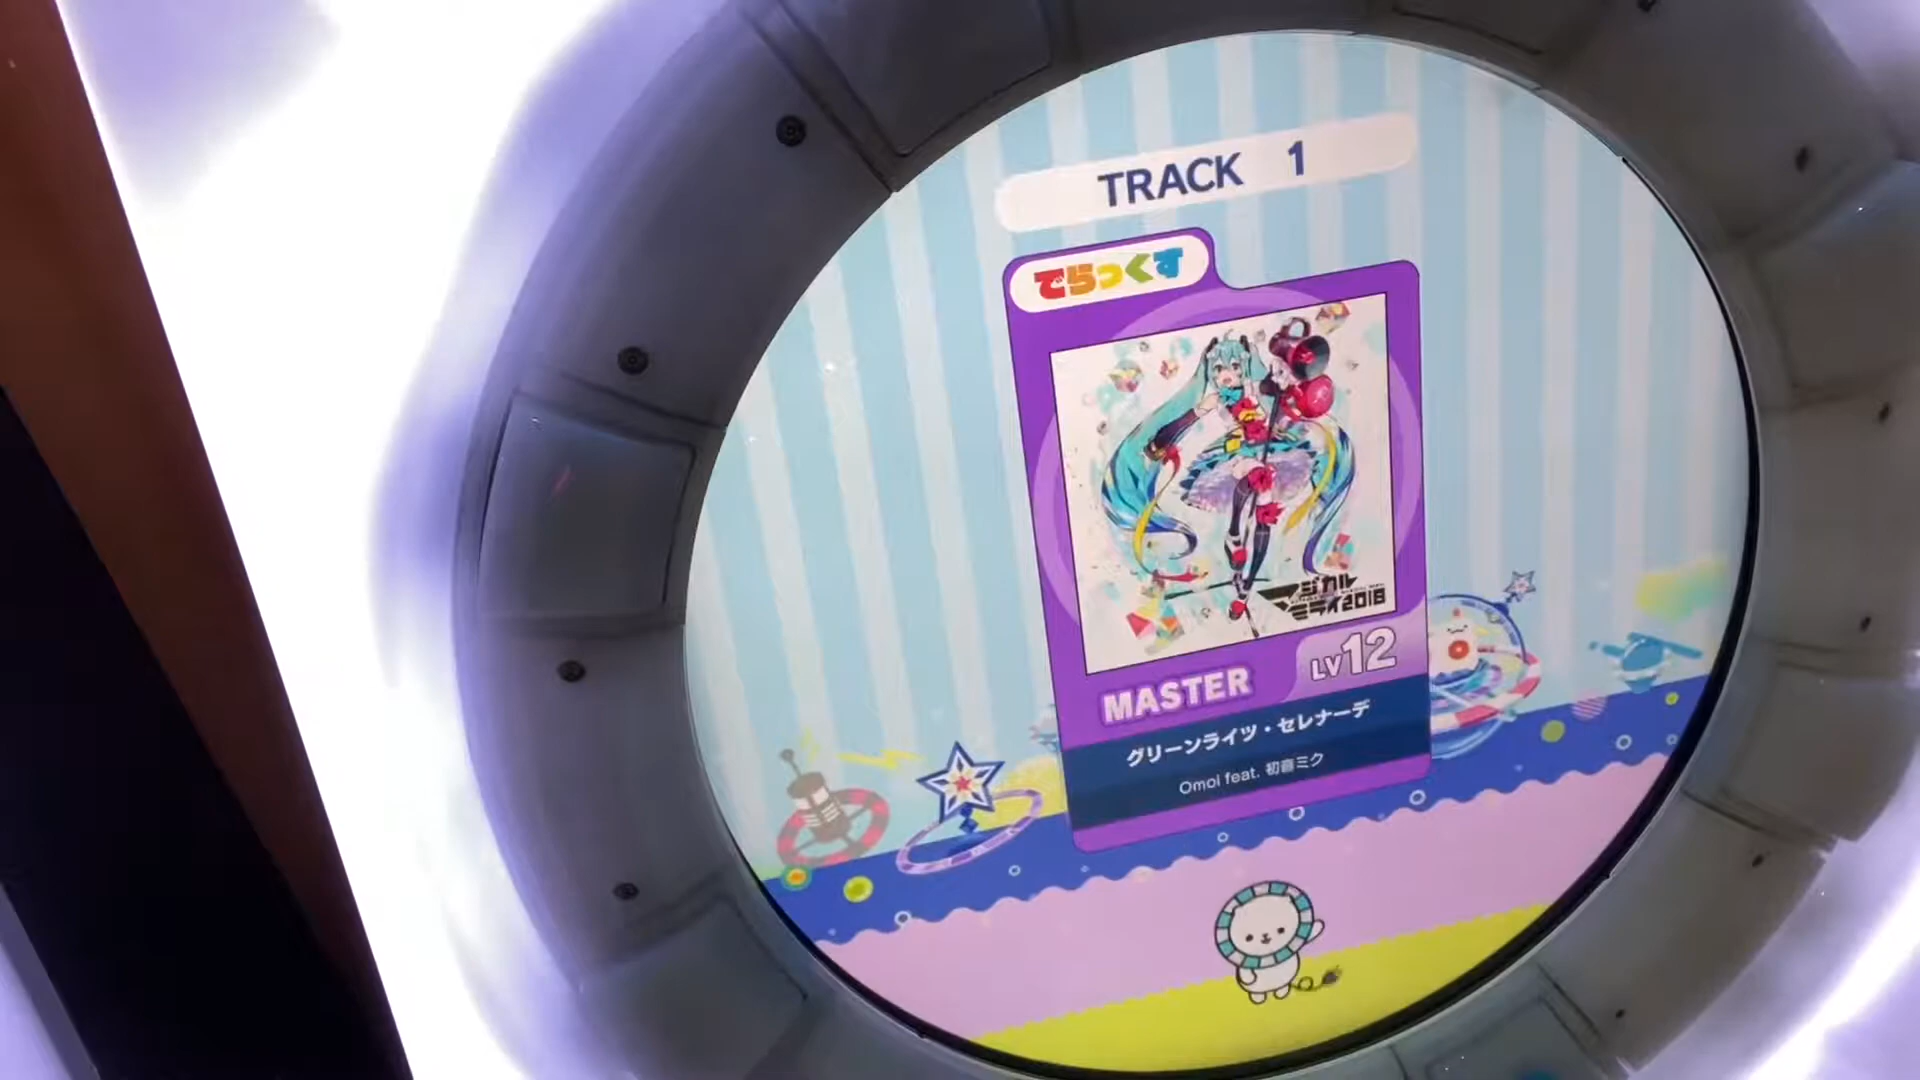 TRACK 1
でらっくす
マジカル
ミライ2018
MASTER LV12
グリーンライツ・セレナーデ
Omoi feat. 初音ミク